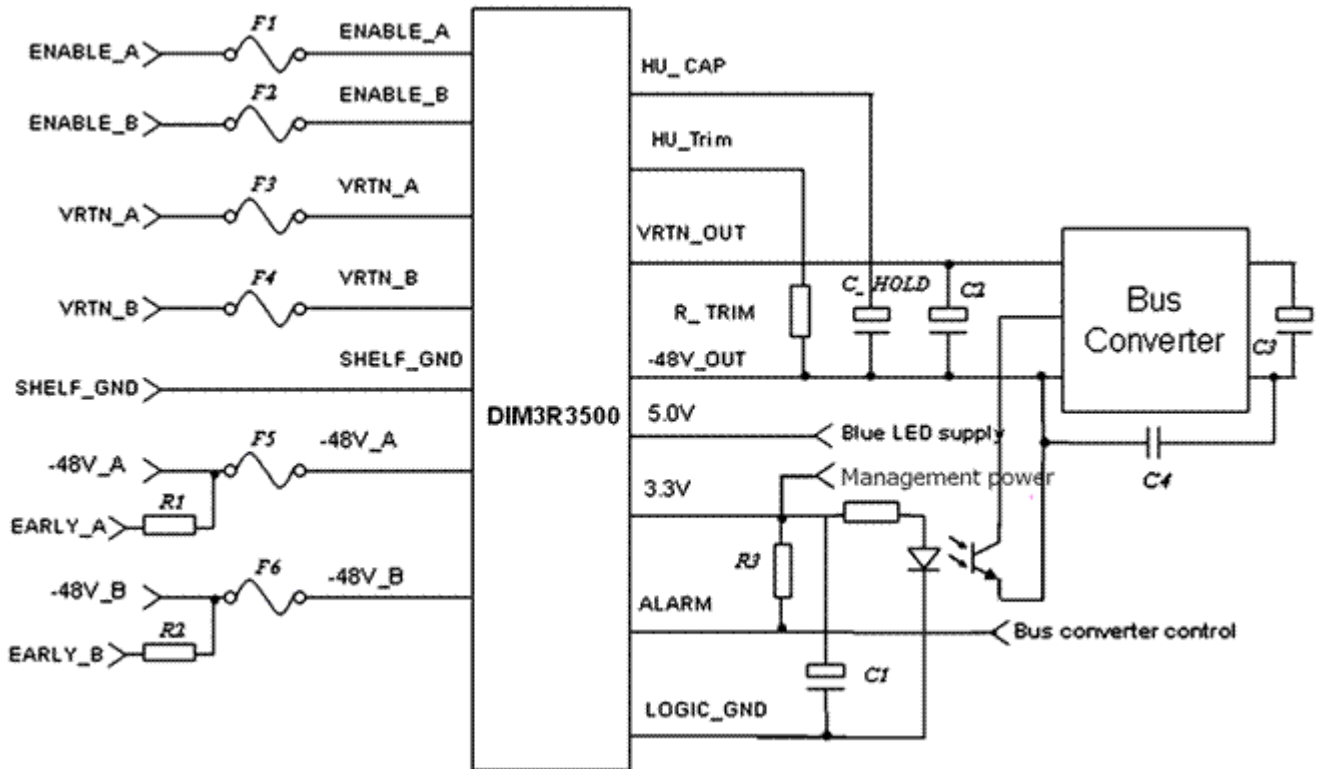 F1
ENABLE_A
ENABLE_A
F2
ENABLE_B
ENABLE_B
F3
VRTN_A
VRTN_A
F4
VRTN_B
VRTN_B
SHELF_GND
SHELF_GND
F5
-48V_A
-48V_A
R1
EARLY_A
F6
-48V_B
-48V_B
R2
EARLY_B
DIM3R3500
HU_CAP
HU_Trim
VRTN_OUT
C_HOLD
C2
R_TRIM
-48V_OUT
Bus
Converter
C3
5.0V
Blue LED supply
Management power
3.3V
C4
R3
ALARM
Bus converter control
C1
LOGIC_GND